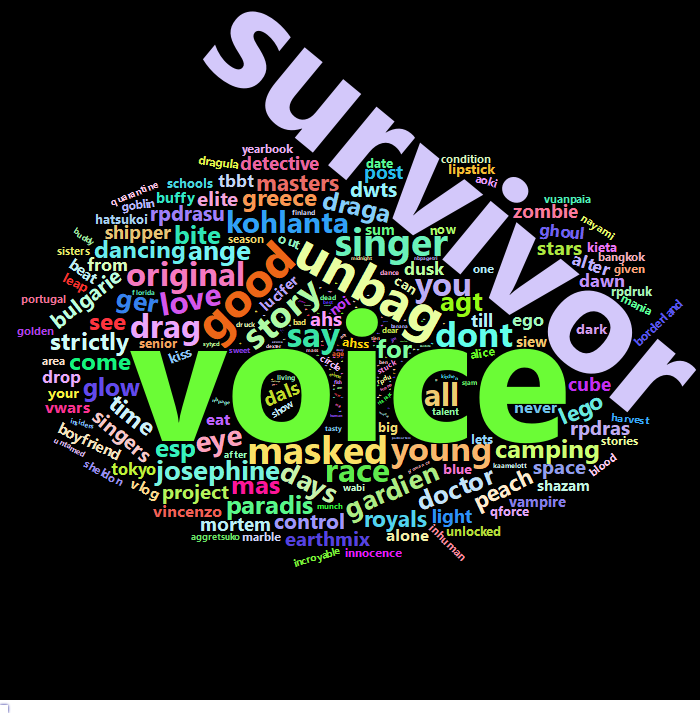 survivor
yearbook
condition
dragula
detective
date
post
lipstick
aoki
schools
tbbt
masters
dwts
quarantine
buffy
elite
greece
draga
zombie
vuanpaia
goblin
rpdrasu
kohlanta
finland
sum
now
ghoul
nayami
hatsukoi
shipper
bite
season
out
singer
stars
kieta
buddy
sisters
dancing
ange
good
unbag
midnight
dusk
one
alter
bangkok
beat
from
original
lucifer
dance
can
you
dawn
given
leap
bulgarie
ger
love
story
noi
agt
till
ego
rpdruk
mania
portugal
see
drag
druck
bad
ahs
dead
dear
dont
borderland
golden
strictly
kiss
sweet
say
ahss
for
alice
siew
dark
area
come
voice
circle
stuck
drop
glow
living
all
slam
cube
your
time
dals
show
talent
never
lego
vwars
eat
tasty
big
lets
rpdras
harvest
singers
esp
eye
after
masked
young
camping
stories
boyfriend
untamed
sheldon
tokyo
josephine
days
race
blue
kaamelott
space
blood
vlog
project
mas
wabi
gardien
doctor
peach
shazam
vincenzo
paradis
munch
royals
light
qforce
vampire
mortem
control
unlocked
aggretsuko
marble
earthmix
alone
inhuman
incroyable
innocence